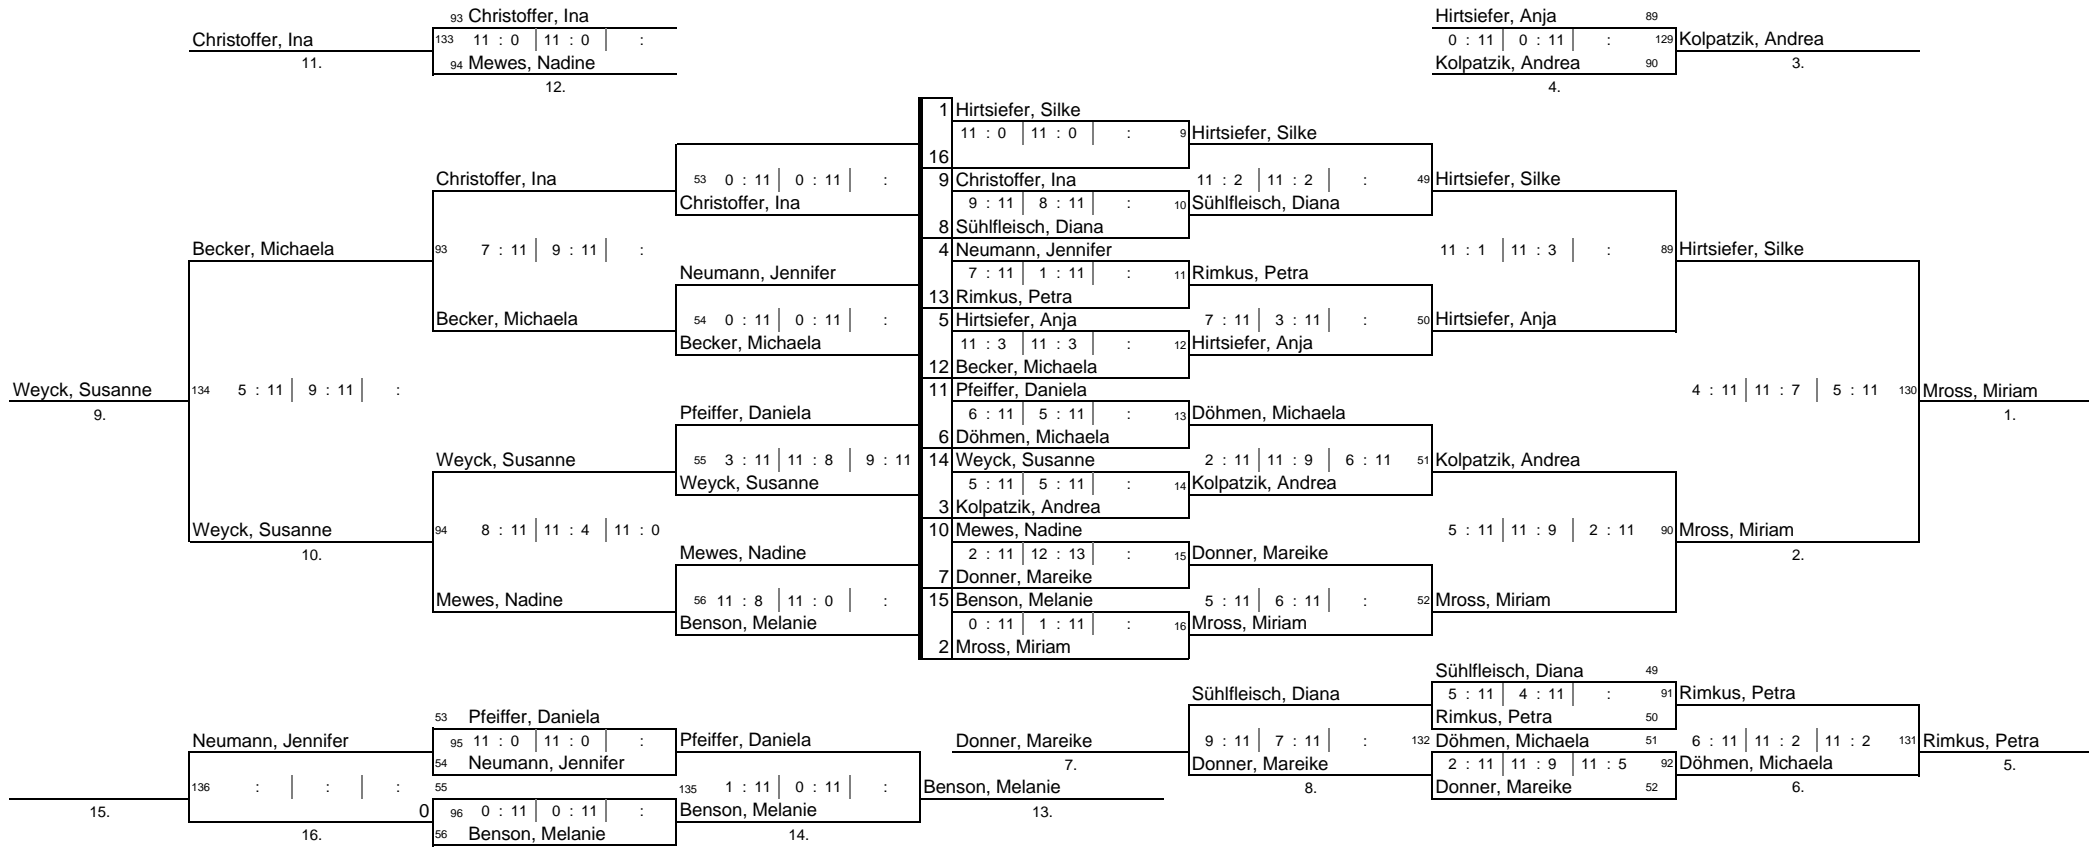 93 Christoffer, Ina
Hirtsiefer, Anja 89
Christoffer, Ina 133 11 : 0 | 11 : 0 | :
0 : 11 | 0 : 11 | : 129 Kolpatzik, Andrea
11. 94 Mewes, Nadine
Kolpatzik, Andrea 90 3.
12.
4.
1 Hirtsiefer, Silke
11 : 0 | 11 : 0 | : 9 Hirtsiefer, Silke
16
Christoffer, Ina 53 0 : 11 | 0 : 11 | : 9 Christoffer, Ina 11 : 2 | 11 : 2 | : 49 Hirtsiefer, Silke
Christoffer, Ina 9 : 11 | 8 : 11 | : 10 Sühlfleisch, Diana
8 Sühlfleisch, Diana
Becker, Michaela 93 7 : 11 | 9 : 11 | : 4 Neumann, Jennifer 11 : 1 | 11 : 3 | : 89 Hirtsiefer, Silke
Neumann, Jennifer 7 : 11 | 1 : 11 | : 11 Rimkus, Petra
13 Rimkus, Petra
Becker, Michaela 54 0 : 11 | 0 : 11 | : 5 Hirtsiefer, Anja 7 : 11 | 3 : 11 | : 50 Hirtsiefer, Anja
Becker, Michaela 11 : 3 | 11 : 3 | : 12 Hirtsiefer, Anja
12 Becker, Michaela
Weyck, Susanne 134 5 : 11 | 9 : 11 | : 11 Pfeiffer, Daniela 4 : 11 | 11 : 7 | 5 : 11 130 Mross, Miriam
9. Pfeiffer, Daniela 6 : 11 | 5 : 11 | : 13 Döhmen, Michaela 1.
6 Döhmen, Michaela
Weyck, Susanne 55 3 : 11 | 11 : 8 | 9 : 11 14 Weyck, Susanne 2 : 11 | 11 : 9 | 6 : 11 51 Kolpatzik, Andrea
Weyck, Susanne 5 : 11 | 5 : 11 | : 14 Kolpatzik, Andrea
3 Kolpatzik, Andrea
Weyck, Susanne 94 8 : 11 | 11 : 4 | 11 : 0 10 Mewes, Nadine 5 : 11 | 11 : 9 | 2 : 11 90 Mross, Miriam
10. Mewes, Nadine 2 : 11 | 12 : 13 | : 15 Donner, Mareike 2.
7 Donner, Mareike
Mewes, Nadine 56 11 : 8 | 11 : 0 | : 15 Benson, Melanie 5 : 11 | 6 : 11 | : 52 Mross, Miriam
Benson, Melanie 0 : 11 | 1 : 11 | : 16 Mross, Miriam
2 Mross, Miriam
Sühlfleisch, Diana 49
Sühlfleisch, Diana 5 : 11 | 4 : 11 | : 91 Rimkus, Petra
53 Pfeiffer, Daniela Rimkus, Petra 50
Neumann, Jennifer 95 11 : 0 | 11 : 0 | : Pfeiffer, Daniela Donner, Mareike 9 : 11 | 7 : 11 | : 132 Döhmen, Michaela 51 6 : 11 | 11 : 2 | 11 : 2 131 Rimkus, Petra
54 Neumann, Jennifer 7. Donner, Mareike 2 : 11 | 11 : 9 | 11 : 5 92 Döhmen, Michaela 5.
136 : | : | : 55 135 1 : 11 | 0 : 11 | : Benson, Melanie 8. Donner, Mareike 52 6.
15. 0 96 0 : 11 | 0 : 11 | : Benson, Melanie 13.
16. 56 Benson, Melanie 14.